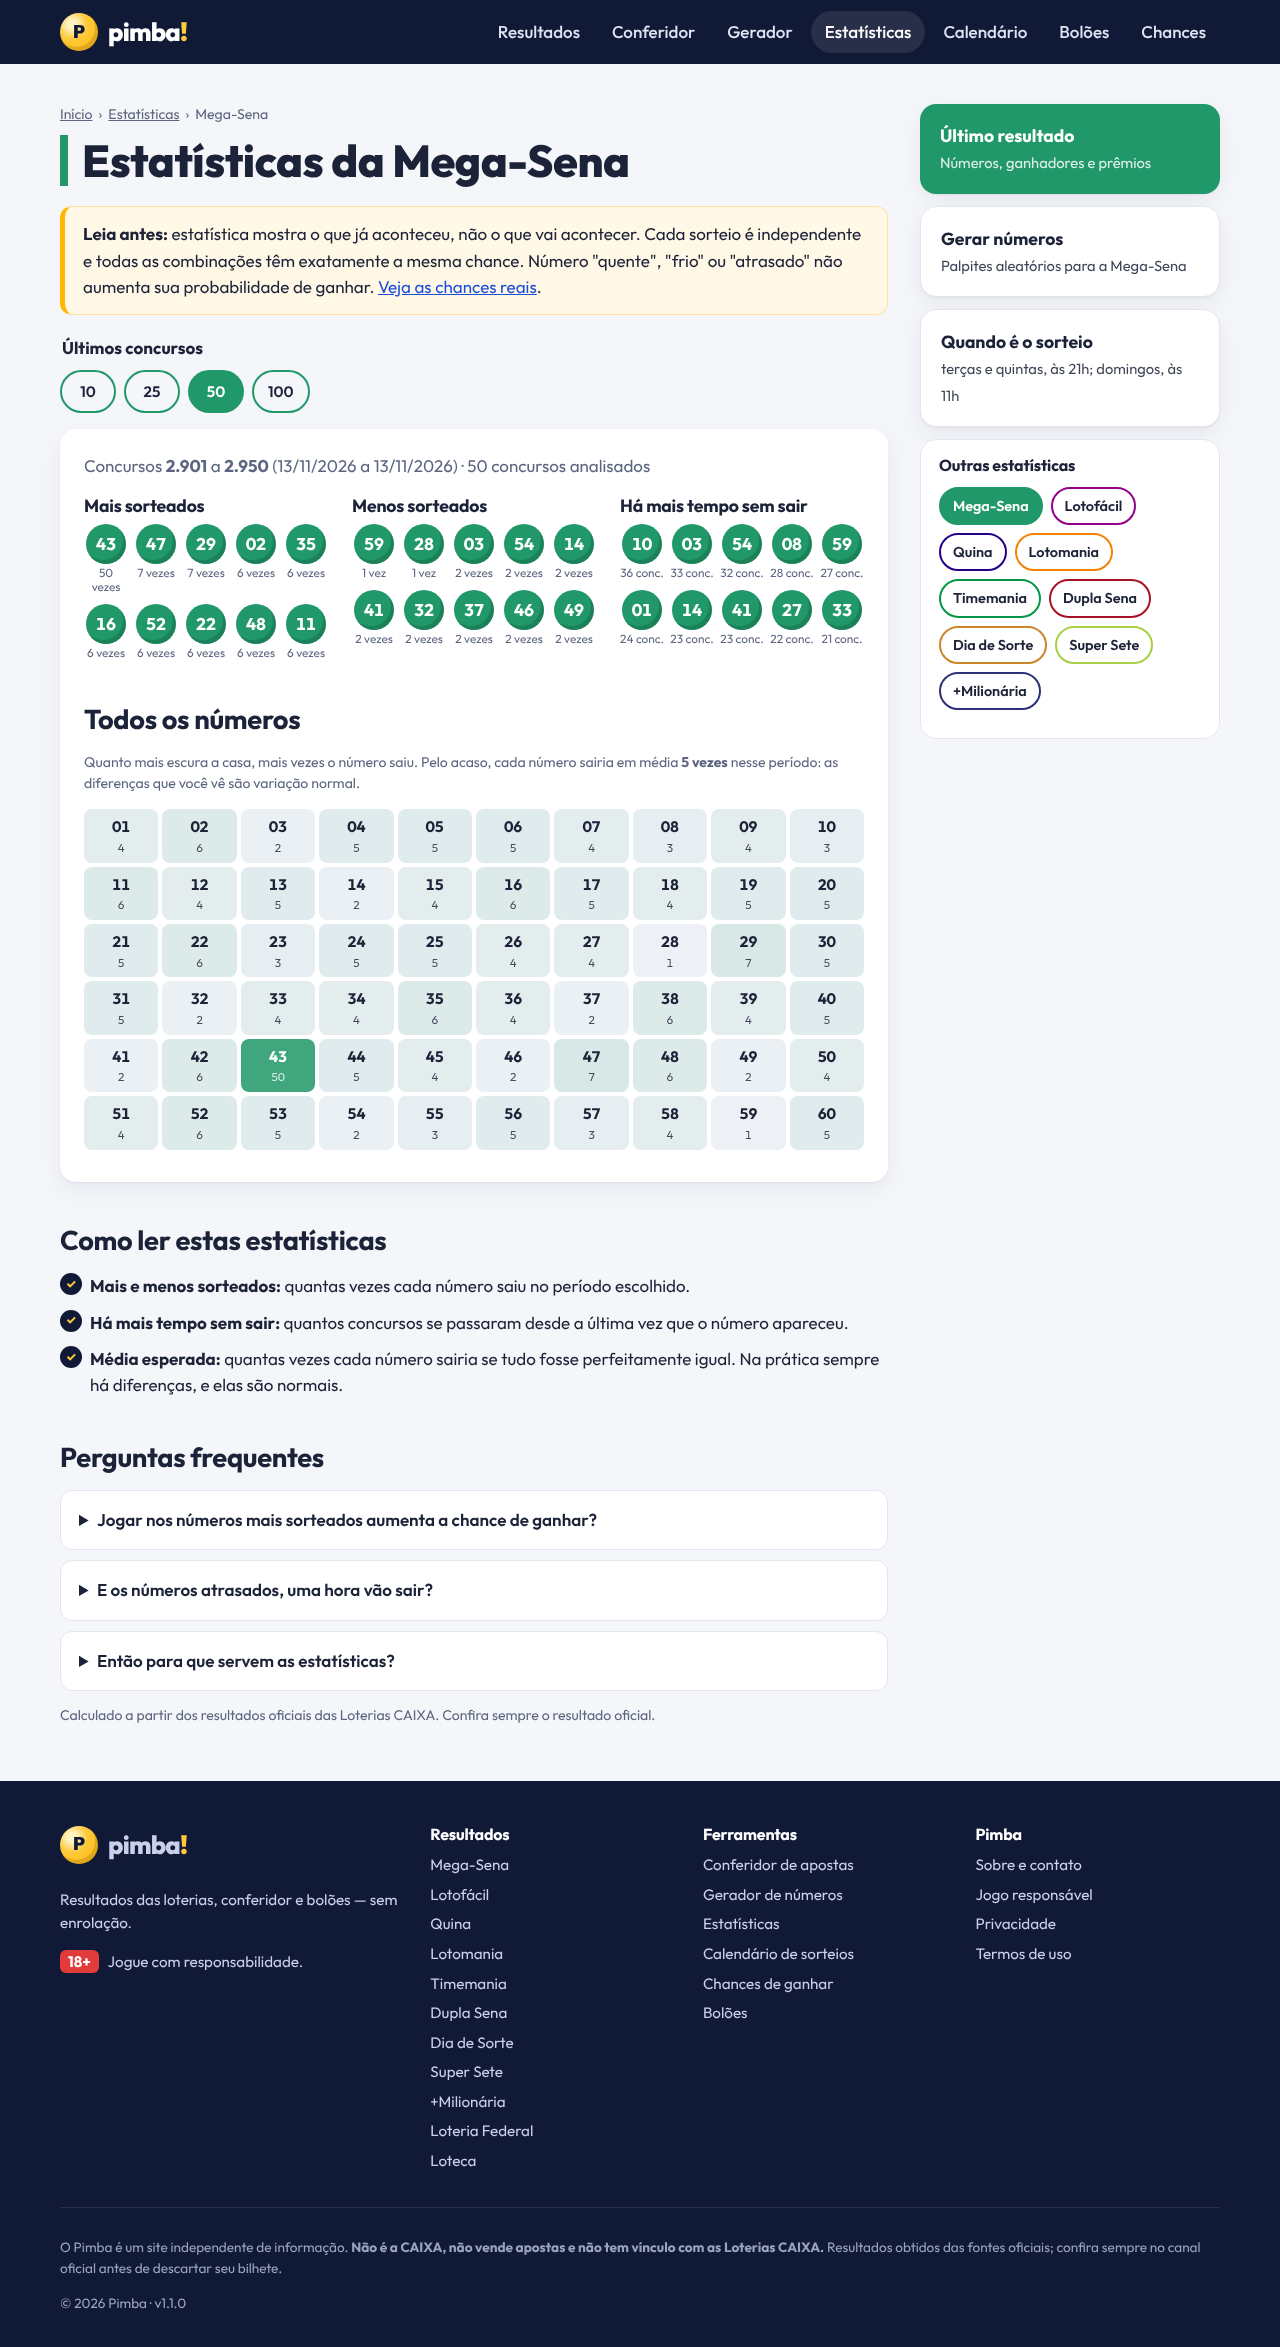 P pimba!
Resultados Conferidor Gerador Estatísticas Calendário Bolões Chances
Início › Estatísticas › Mega-Sena
Estatísticas da Mega-Sena
Leia antes: estatística mostra o que já aconteceu, não o que vai acontecer. Cada sorteio é independente
e todas as combinações têm exatamente a mesma chance. Número "quente", "frio" ou "atrasado" não
aumenta sua probabilidade de ganhar. Veja as chances reais.
Últimos concursos
10 25 50 100
Concursos 2.901 a 2.950 (13/11/2026 a 13/11/2026) · 50 concursos analisados
Mais sorteados
43 47 29 02 35
50 vezes 7 vezes 7 vezes 6 vezes 6 vezes
16 52 22 48 11
6 vezes 6 vezes 6 vezes 6 vezes 6 vezes
Menos sorteados
59 28 03 54 14
1 vez 1 vez 2 vezes 2 vezes 2 vezes
41 32 37 46 49
2 vezes 2 vezes 2 vezes 2 vezes 2 vezes
Há mais tempo sem sair
10 03 54 08 59
36 conc. 33 conc. 32 conc. 28 conc. 27 conc.
01 14 41 27 33
24 conc. 23 conc. 23 conc. 22 conc. 21 conc.
Todos os números
Quanto mais escura a casa, mais vezes o número saiu. Pelo acaso, cada número sairia em média 5 vezes nesse período: as
diferenças que você vê são variação normal.
01 02 03 04 05 06 07 08 09 10
4 6 2 5 5 5 4 3 4 3
11 12 13 14 15 16 17 18 19 20
6 4 5 2 4 6 5 4 5 5
21 22 23 24 25 26 27 28 29 30
5 6 3 5 5 4 4 1 7 5
31 32 33 34 35 36 37 38 39 40
5 2 4 4 6 4 2 6 4 5
41 42 43 44 45 46 47 48 49 50
2 6 50 5 4 2 7 6 2 4
51 52 53 54 55 56 57 58 59 60
4 6 5 2 3 5 3 4 1 5
Como ler estas estatísticas
Mais e menos sorteados: quantas vezes cada número saiu no período escolhido.
Há mais tempo sem sair: quantos concursos se passaram desde a última vez que o número apareceu.
Média esperada: quantas vezes cada número sairia se tudo fosse perfeitamente igual. Na prática sempre
há diferenças, e elas são normais.
Perguntas frequentes
Jogar nos números mais sorteados aumenta a chance de ganhar?
E os números atrasados, uma hora vão sair?
Então para que servem as estatísticas?
Calculado a partir dos resultados oficiais das Loterias CAIXA. Confira sempre o resultado oficial.
Último resultado
Números, ganhadores e prêmios
Gerar números
Palpites aleatórios para a Mega-Sena
Quando é o sorteio
terças e quintas, às 21h; domingos, às
11h
Outras estatísticas
Mega-Sena Lotofácil
Quina Lotomania
Timemania Dupla Sena
Dia de Sorte Super Sete
+Milionária
P pimba!
Resultados das loterias, conferidor e bolões — sem
enrolação.
18+ Jogue com responsabilidade.
Resultados
Mega-Sena
Lotofácil
Quina
Lotomania
Timemania
Dupla Sena
Dia de Sorte
Super Sete
+Milionária
Loteria Federal
Loteca
Ferramentas
Conferidor de apostas
Gerador de números
Estatísticas
Calendário de sorteios
Chances de ganhar
Bolões
Pimba
Sobre e contato
Jogo responsável
Privacidade
Termos de uso
O Pimba é um site independente de informação. Não é a CAIXA, não vende apostas e não tem vínculo com as Loterias CAIXA. Resultados obtidos das fontes oficiais; confira sempre no canal
oficial antes de descartar seu bilhete.
© 2026 Pimba · v1.1.0